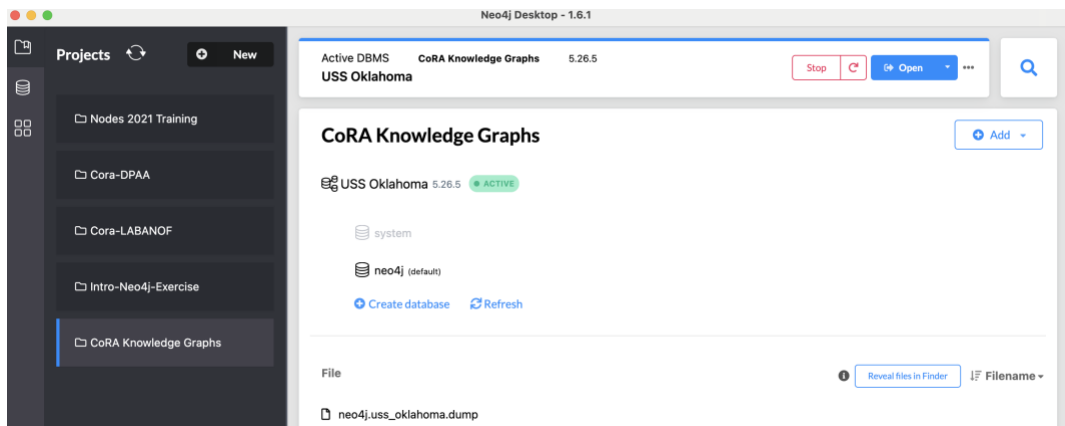 Neo4j Desktop - 1.6.1
Projects
New
Nodes 2021 Training
Cora-DPAA
Cora-LABANOF
Intro-Neo4j-Exercise
CoRA Knowledge Graphs
Active DBMS CoRA Knowledge Graphs 5.26.5
USS Oklahoma
Stop Open
CoRA Knowledge Graphs
Add
USS Oklahoma 5.26.5 ACTIVE
system
neo4j (default)
Create database Refresh
File
Reveal files in Finder Filename
neo4j.uss_oklahoma.dump